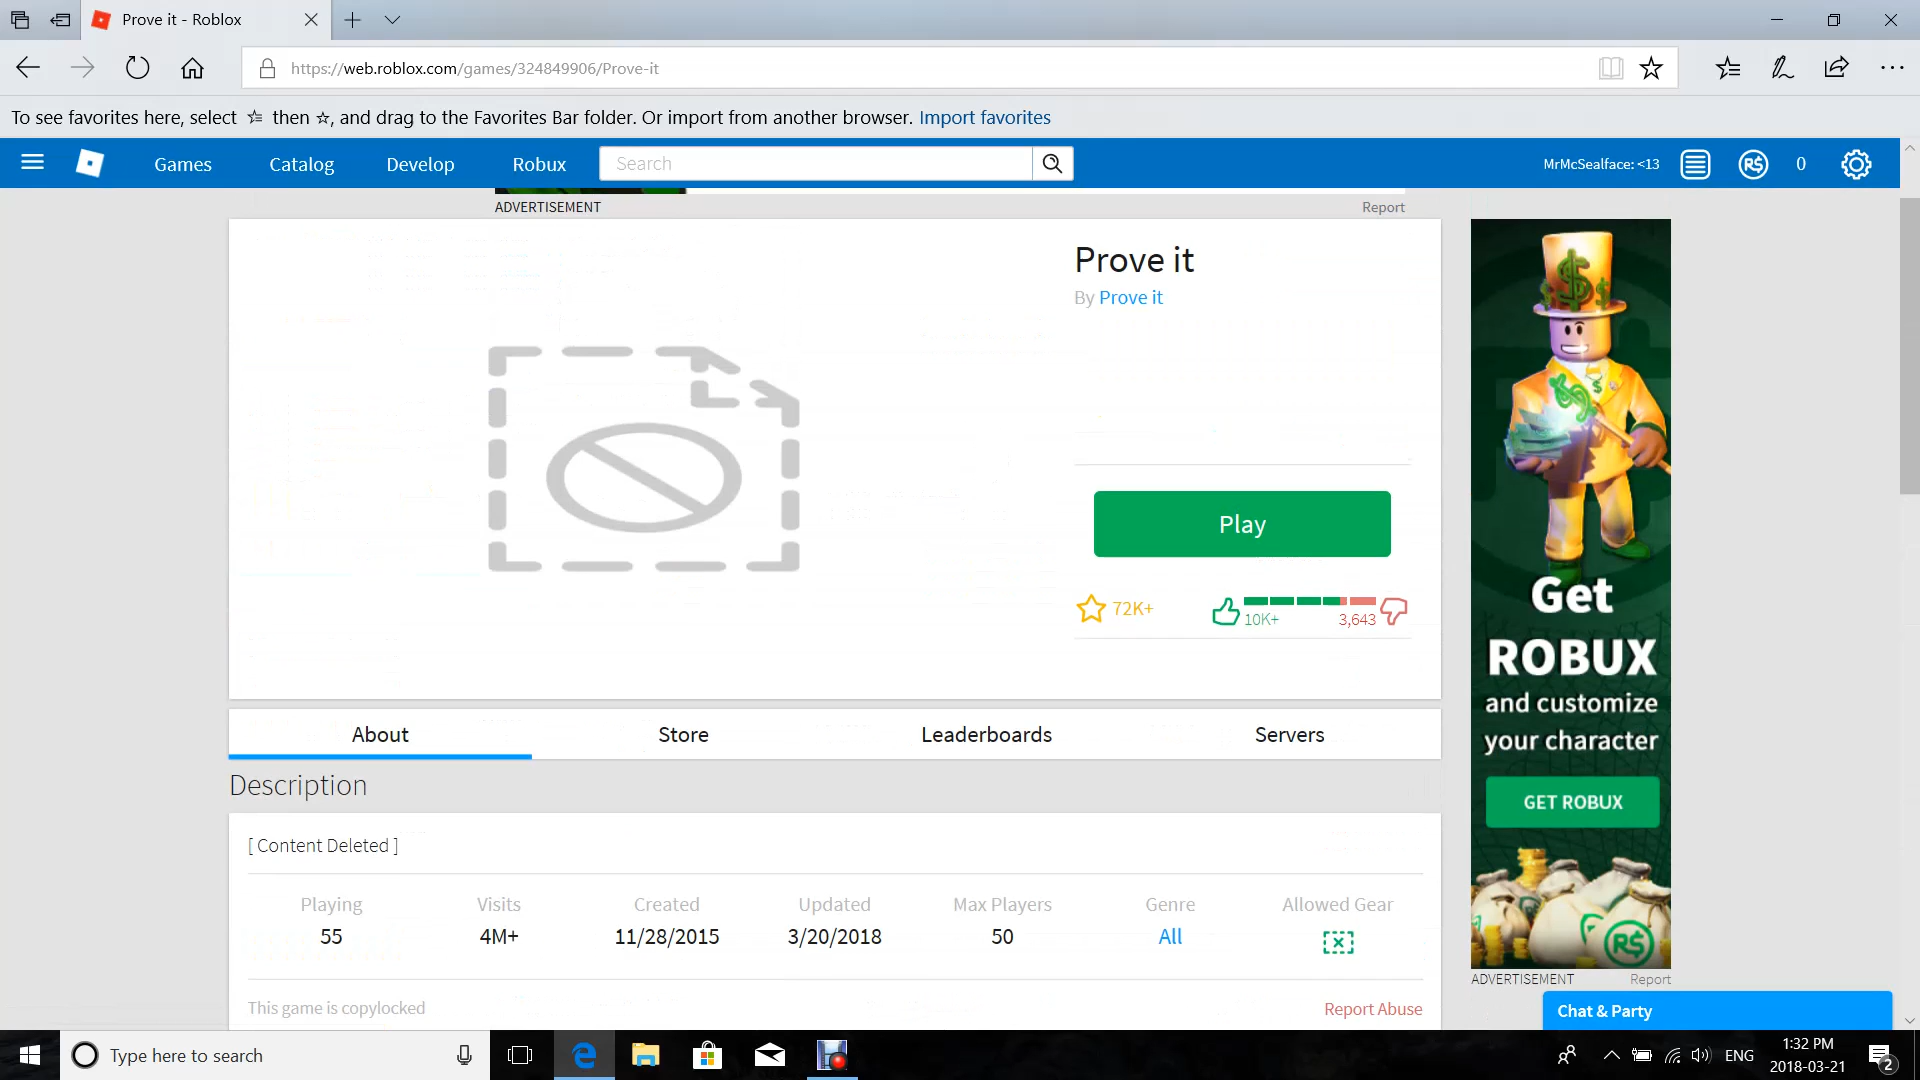 Prove it - Roblox
https://web.roblox.com/games/324849906/Prove-it
To see favorites here, select then , and drag to the Favorites Bar folder. Or import from another browser. Import favorites
Games Catalog Develop Robux Search MrMcSealface: <13 R$ 0
ADVERTISEMENT Report
Prove it
By Prove it
Play
72K+ 10K+ 3,643
About Store Leaderboards Servers
Description
[ Content Deleted ]
Playing Visits Created Updated Max Players Genre Allowed Gear
55 4M+ 11/28/2015 3/20/2018 50 All
This game is copylocked Report Abuse
$
Get
ROBUX
and customize
your character
GET ROBUX
R$
ADVERTISEMENT Report
Chat & Party
Type here to search ENG 1:32 PM
2018-03-21 2